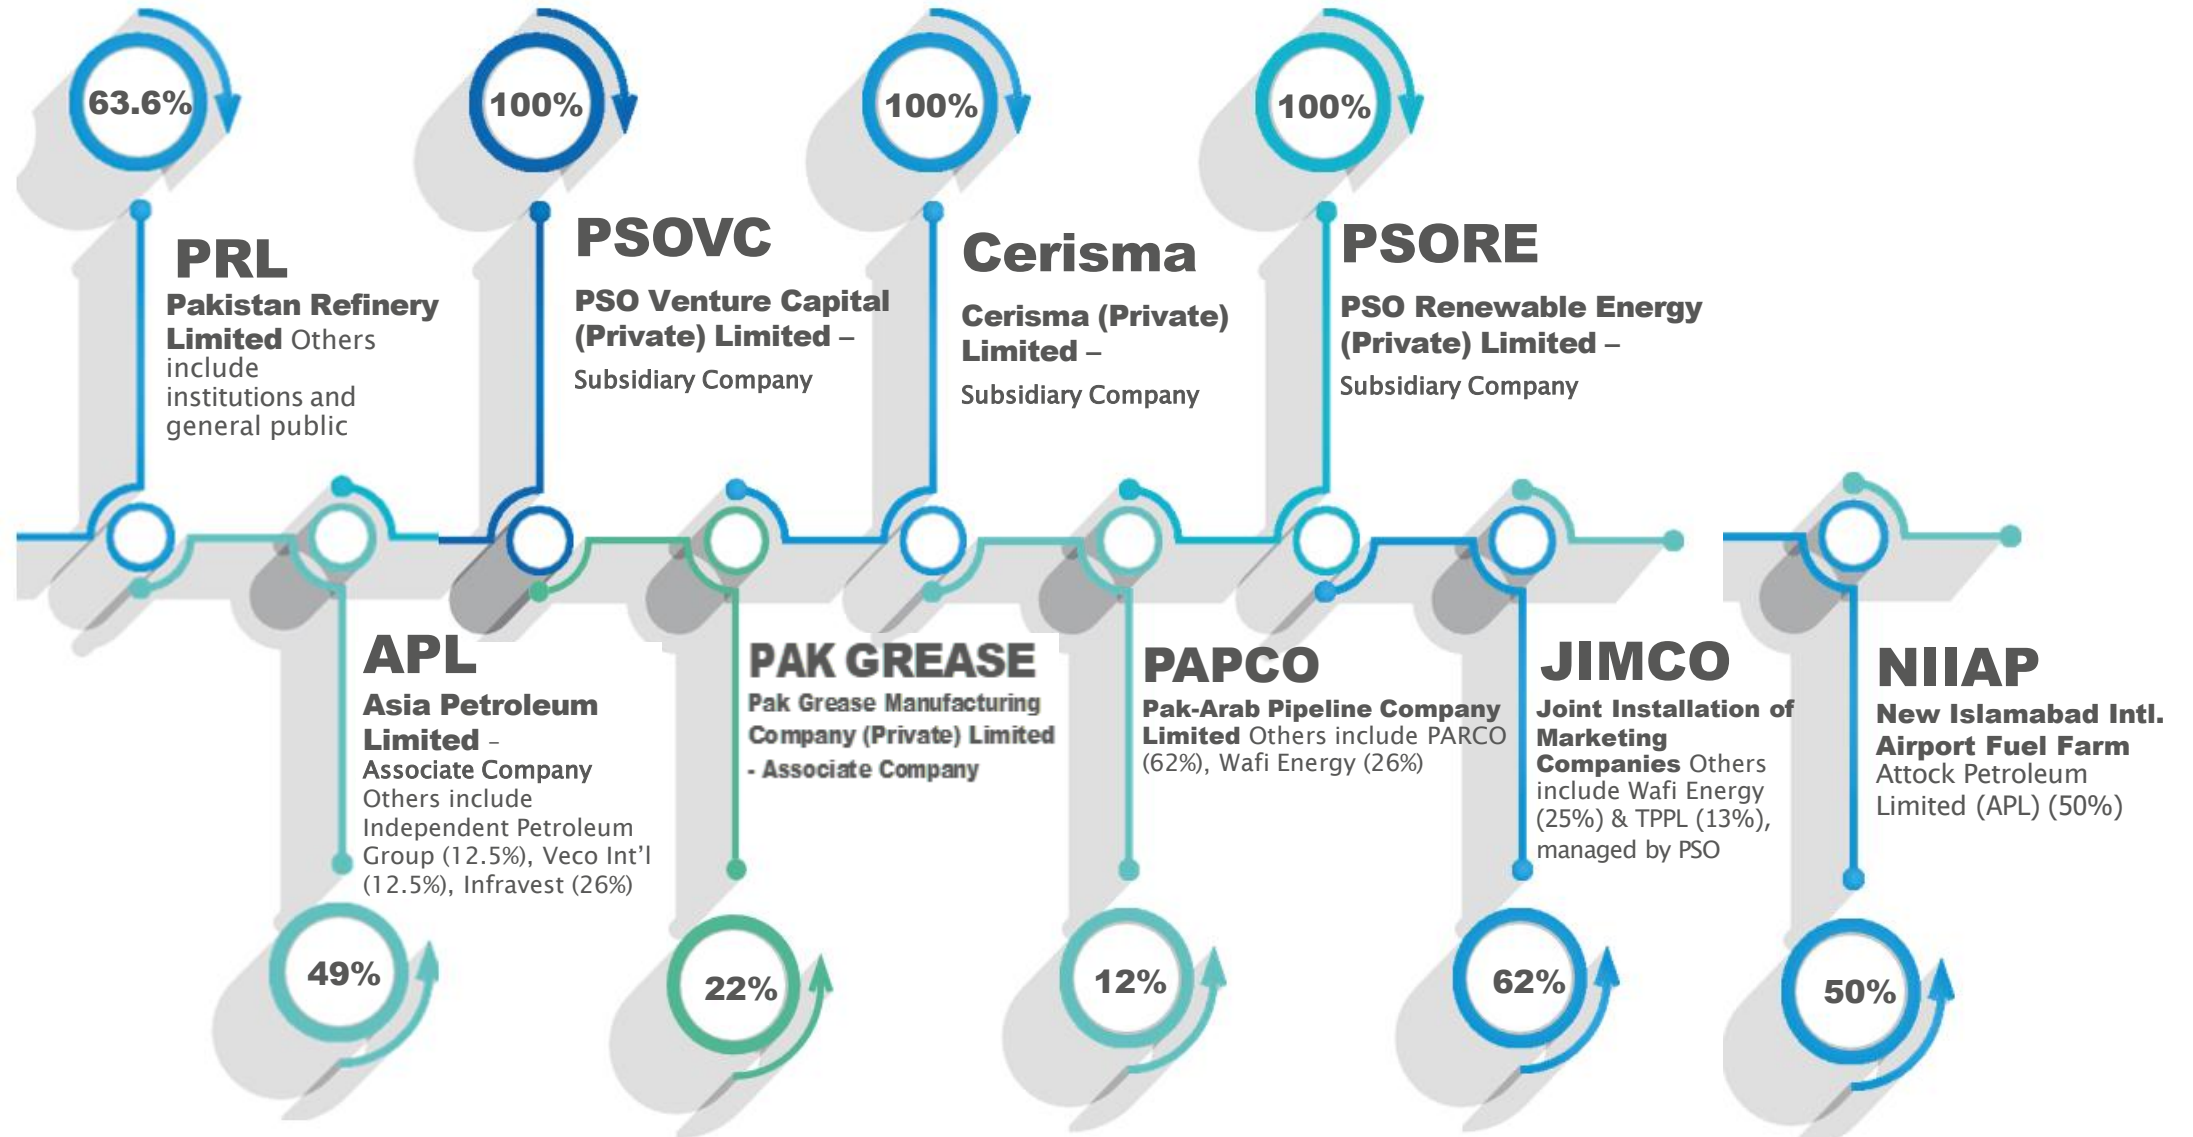 63.6%
PRL
Pakistan Refinery
Limited Others
include
institutions and
general public
100%
PSOVC
PSO Venture Capital
(Private) Limited –
Subsidiary Company
100%
Cerisma
Cerisma (Private)
Limited –
Subsidiary Company
100%
PSORE
PSO Renewable Energy
(Private) Limited –
Subsidiary Company
APL
Asia Petroleum
Limited –
Associate Company
Others include
Independent Petroleum
Group (12.5%), Veco Int’l
(12.5%), Infravest (26%)
49%
PAK GREASE
Pak Grease Manufacturing
Company (Private) Limited
- Associate Company
22%
PAPCO
Pak-Arab Pipeline Company
Limited Others include PARCO
(62%), Wafi Energy (26%)
12%
JIMCO
Joint Installation of
Marketing
Companies Others
include Wafi Energy
(25%) & TPPL (13%),
managed by PSO
62%
NIIAP
New Islamabad Intl.
Airport Fuel Farm
Attock Petroleum
Limited (APL) (50%)
50%